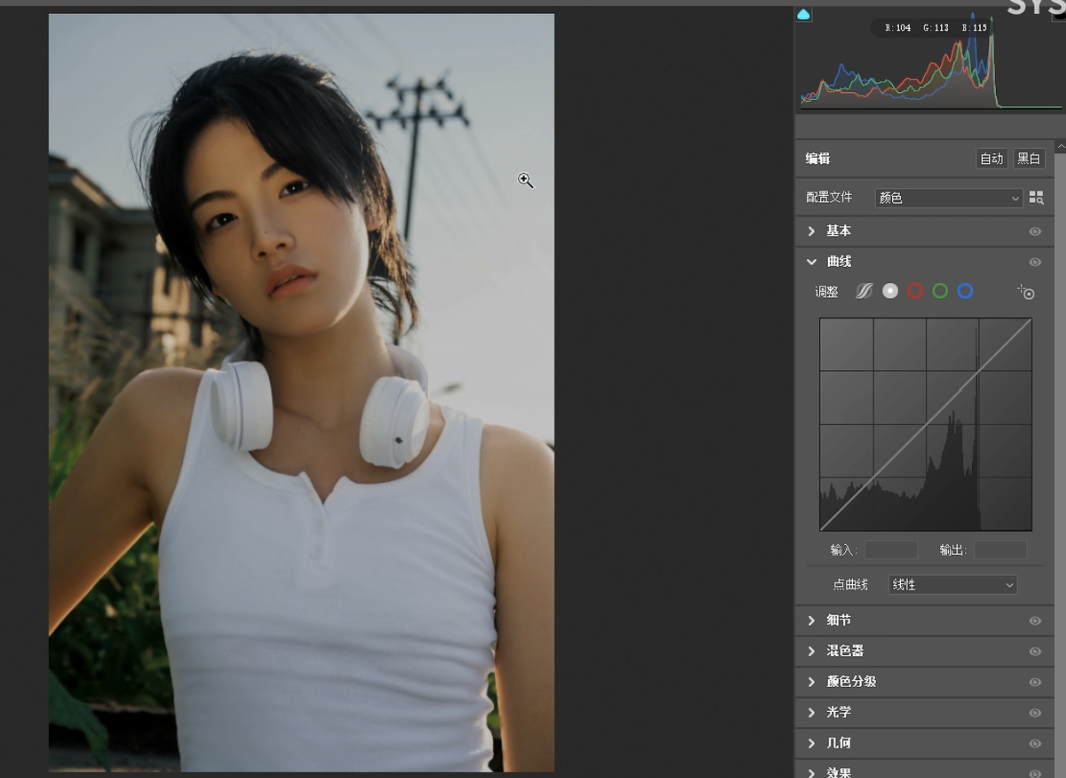 SYS
R:104 G:113 B:115
编辑
自动
黑白
配置文件
颜色
基本
曲线
调整
输入:
输出:
点曲线
线性
细节
混色器
颜色分级
光学
几何
效果